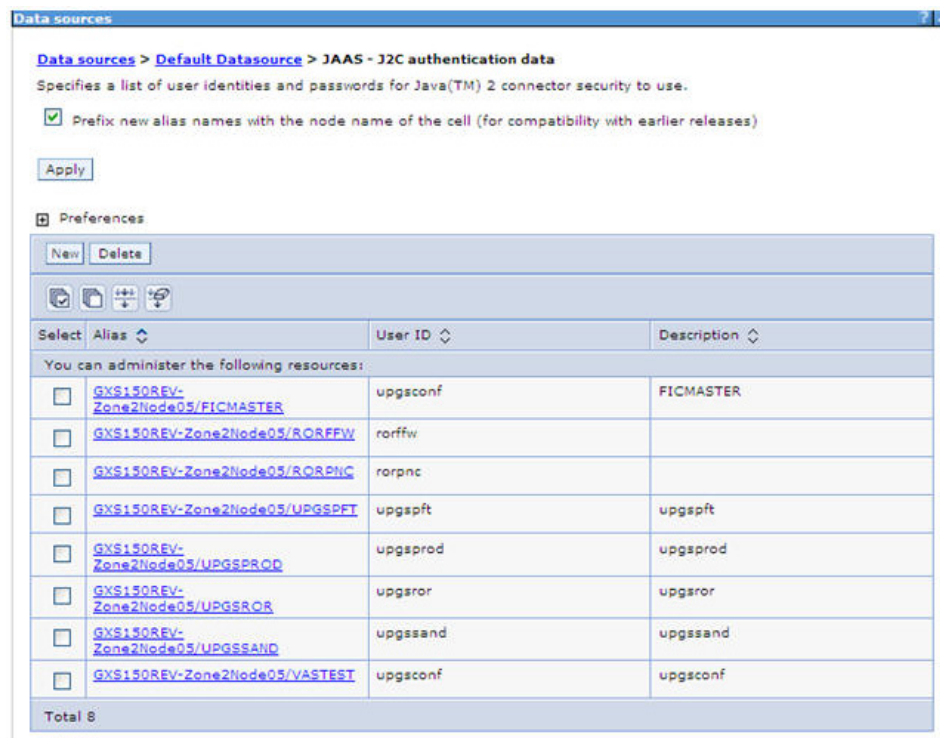 Data sources
?
Data sources > Default Datasource > JAAS - J2C authentication data
Specifies a list of user identities and passwords for Java(TM) 2 connector security to use.
Prefix new alias names with the node name of the cell (for compatibility with earlier releases)
Apply
Preferences
New Delete
Select Alias User ID Description
You can administer the following resources:
GXS150REV-
Zone2Node05/FICMASTER upgsconf FICMASTER
GXS150REV-Zone2Node05/RORFFW rorffw
GXS150REV-Zone2Node05/RORPNC rorpnc
GXS150REV-Zone2Node05/UPGSPFT upgspft upgspft
GXS150REV-
Zone2Node05/UPGSPROD upgsprod upgsprod
GXS150REV-
Zone2Node05/UPGSROR upgsror upgsror
GXS150REV-
Zone2Node05/UPGSSAND upgssand upgssand
GXS150REV-Zone2Node05/VASTEST upgsconf upgsconf
Total 8